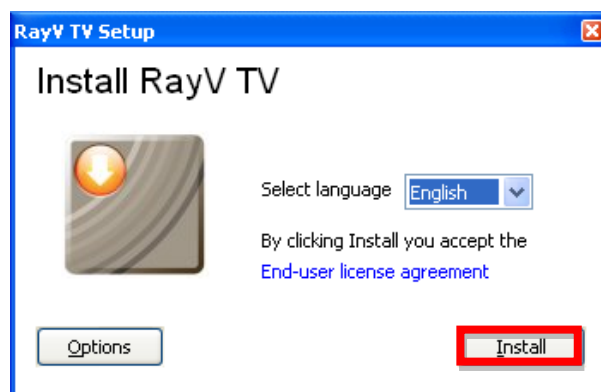 RayV TV Setup
Install RayV TV
Select language English
By clicking Install you accept the
End-user license agreement
Options Install